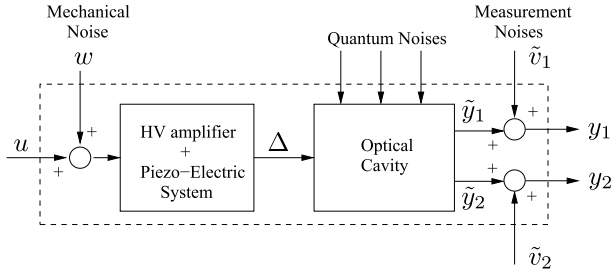 Mechanical
Noise
w
Measurement
Noises
Quantum Noises
ṽ₁
u
+
+
HV amplifier
+
Piezo−Electric
System
Δ
Optical
Cavity
ỹ₁
+
+
y₁
ỹ₂
+
+
y₂
ṽ₂